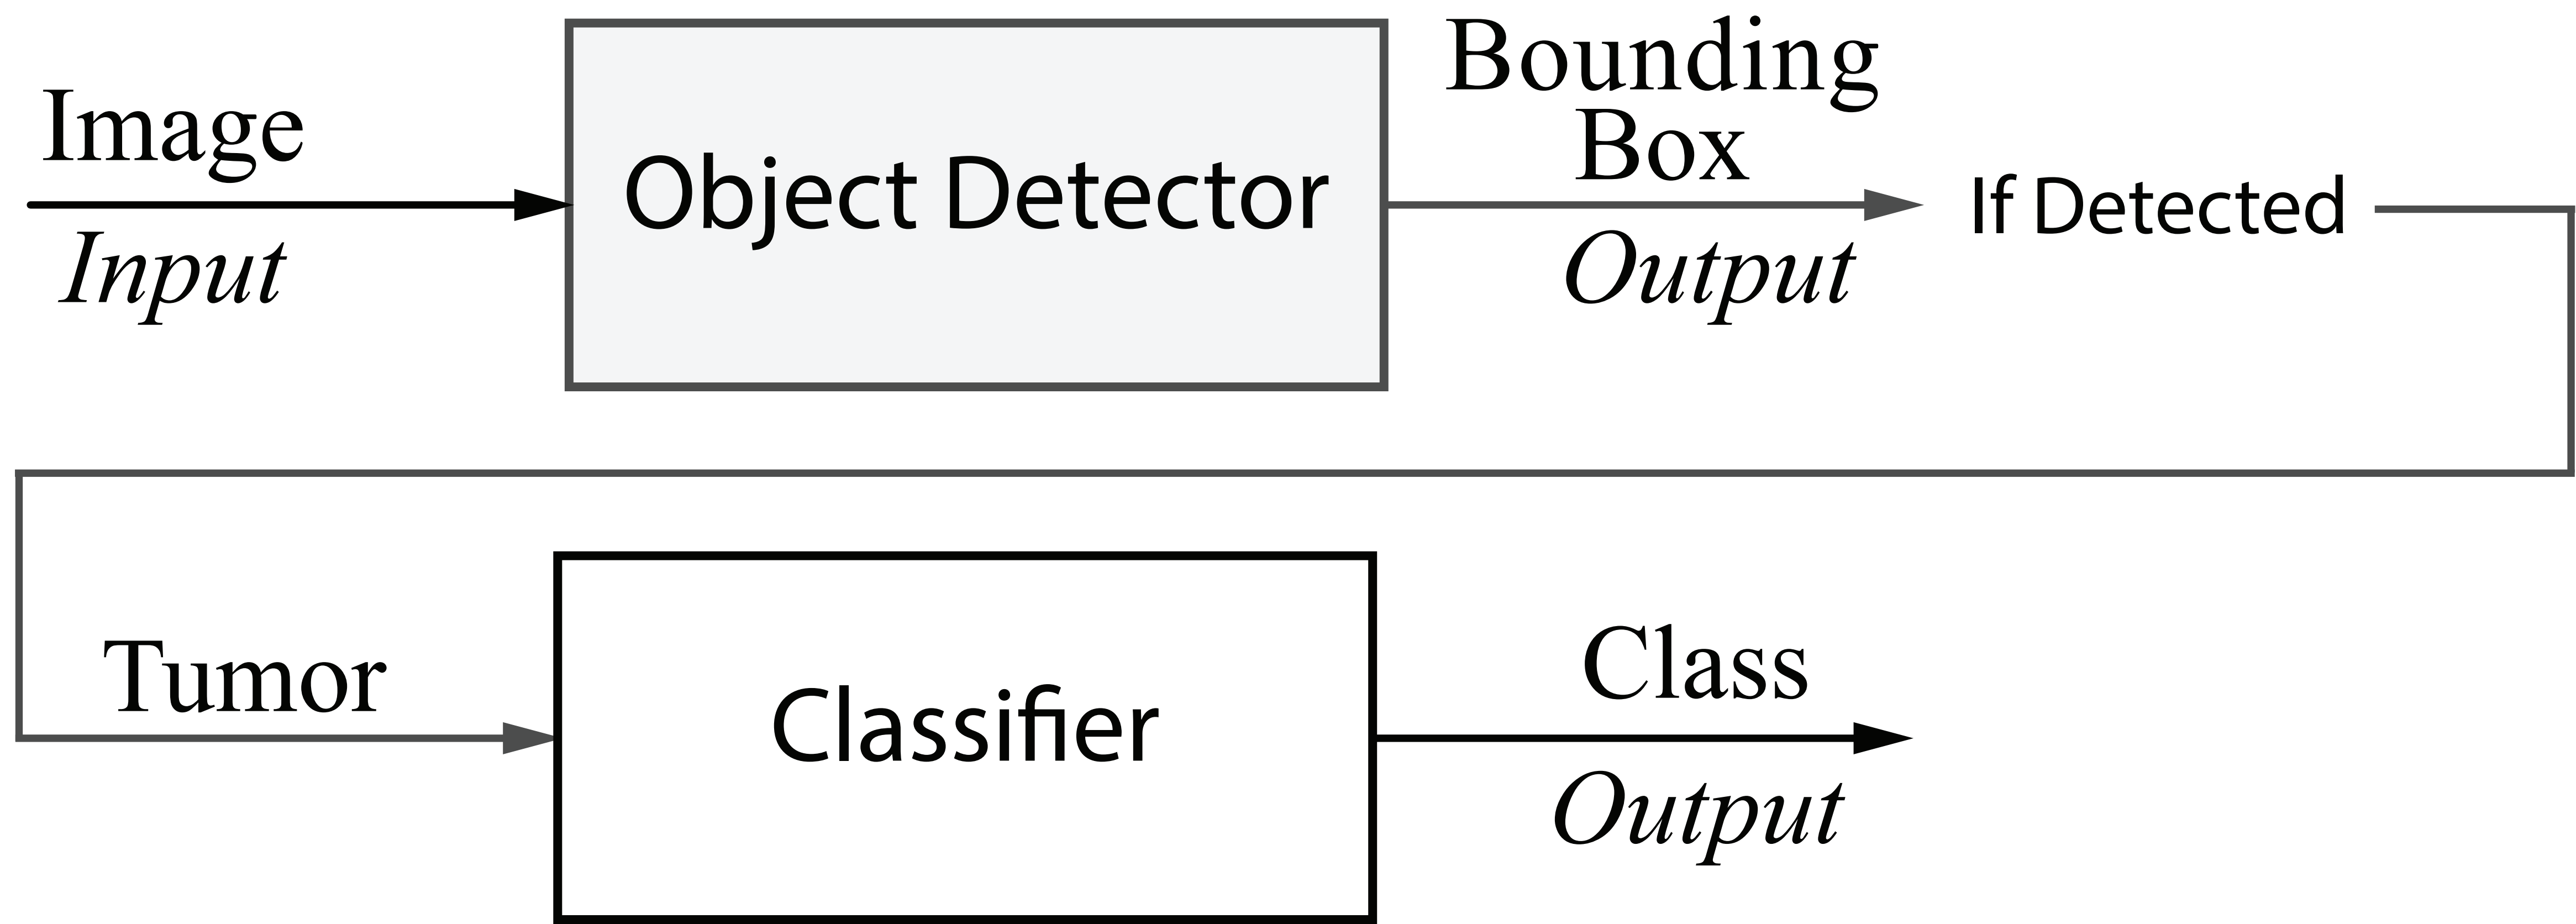 Image
Input
Object Detector
Bounding
Box
Output
If Detected
Tumor
Classifier
Class
Output